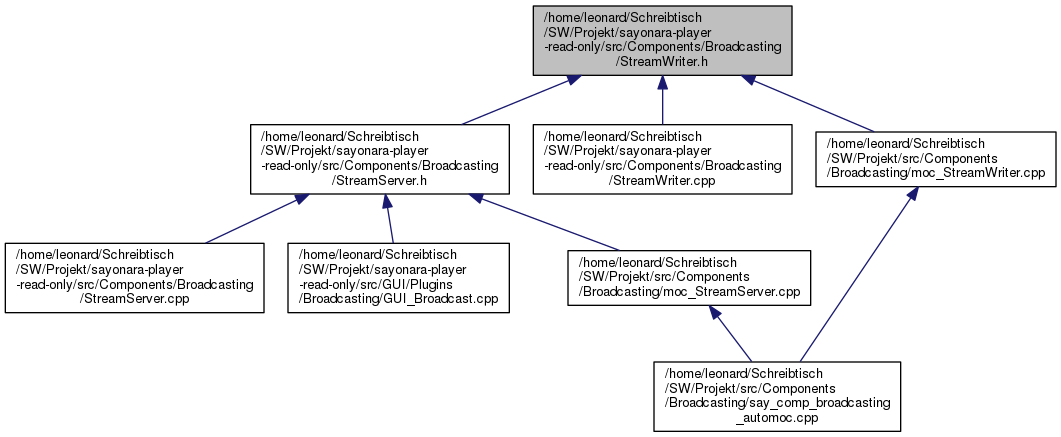 /home/leonard/Schreibtisch
/SW/Projekt/sayonara-player
-read-only/src/Components/Broadcasting
/StreamWriter.h
/home/leonard/Schreibtisch
/SW/Projekt/sayonara-player
-read-only/src/Components/Broadcasting
/StreamServer.h
/home/leonard/Schreibtisch
/SW/Projekt/sayonara-player
-read-only/src/Components/Broadcasting
/StreamWriter.cpp
/home/leonard/Schreibtisch
/SW/Projekt/src/Components
/Broadcasting/moc_StreamWriter.cpp
/home/leonard/Schreibtisch
/SW/Projekt/sayonara-player
-read-only/src/Components/Broadcasting
/StreamServer.cpp
/home/leonard/Schreibtisch
/SW/Projekt/sayonara-player
-read-only/src/GUI/Plugins
/Broadcasting/GUI_Broadcast.cpp
/home/leonard/Schreibtisch
/SW/Projekt/src/Components
/Broadcasting/moc_StreamServer.cpp
/home/leonard/Schreibtisch
/SW/Projekt/src/Components
/Broadcasting/say_comp_broadcasting
_automoc.cpp